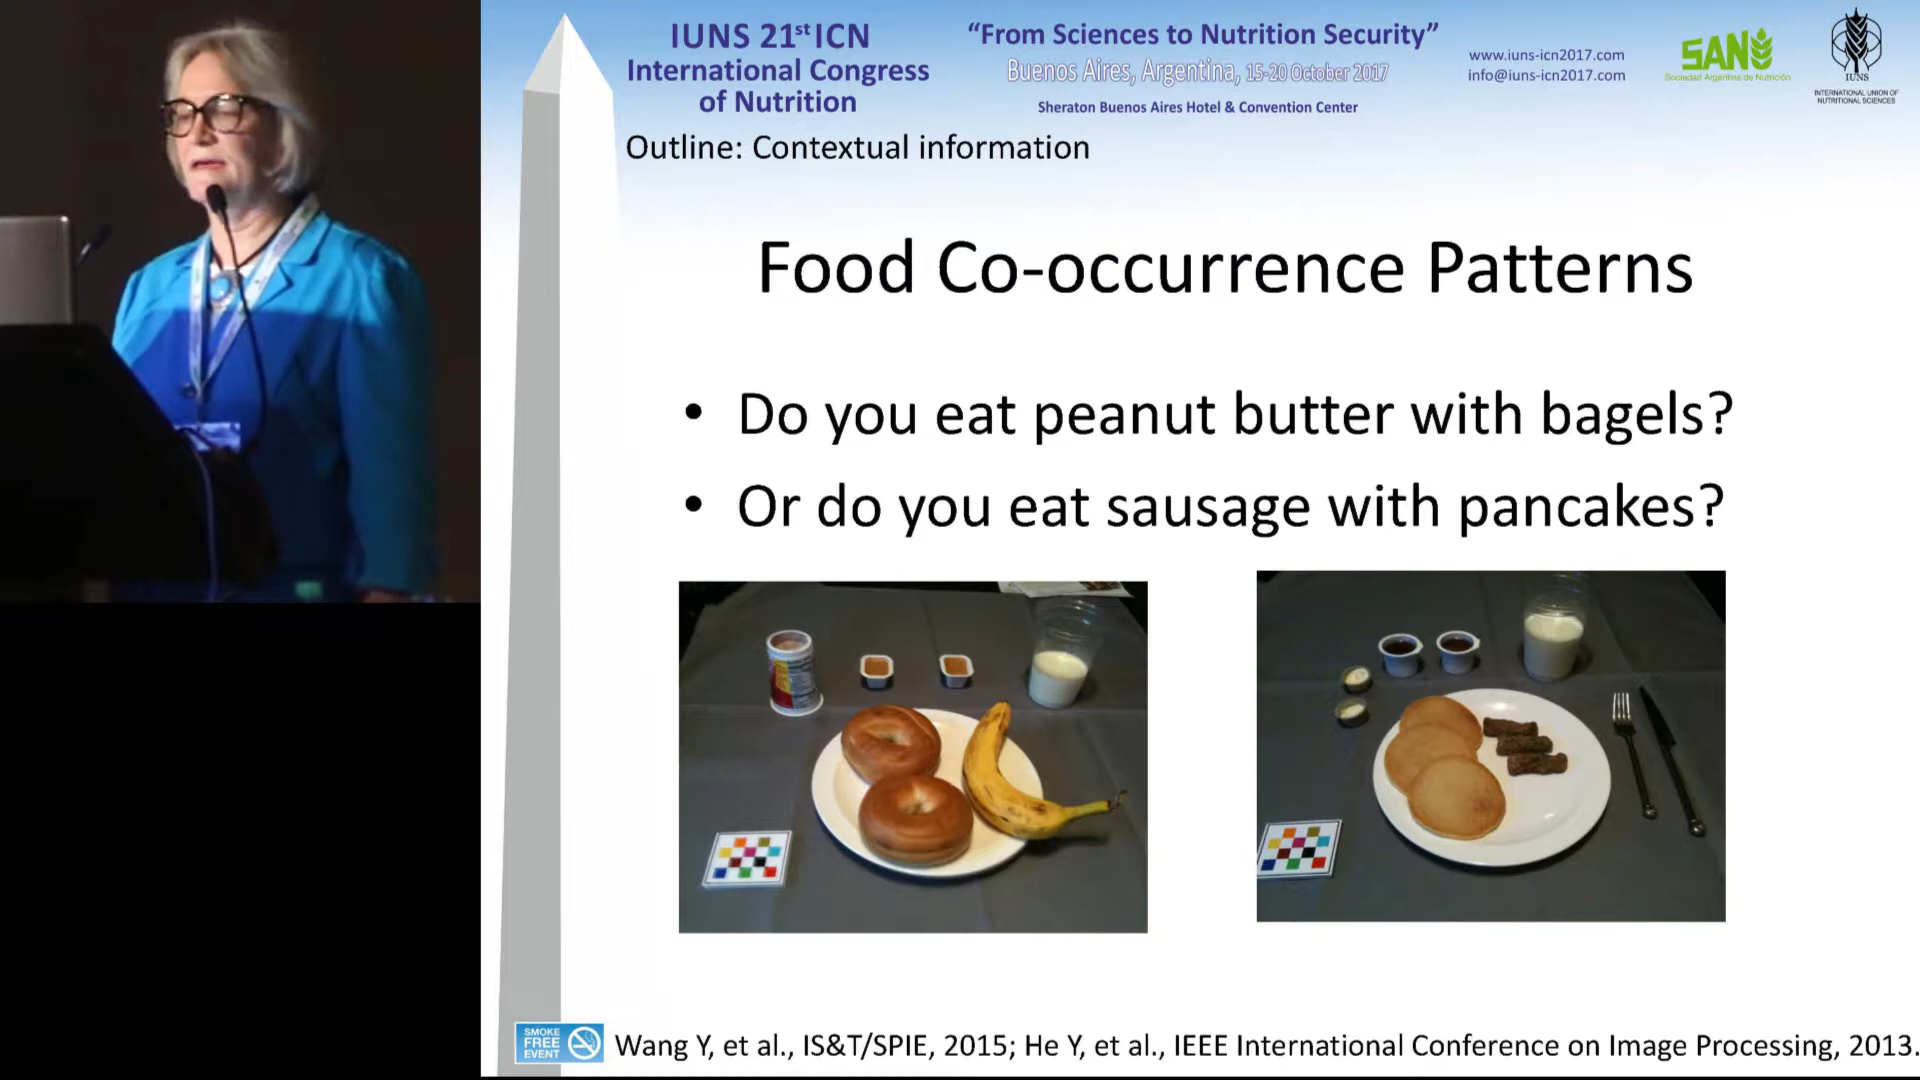 IUNS 21st ICN
International Congress
of Nutrition
“From Sciences to Nutrition Security”
Buenos Aires, Argentina, 15-20 October 2017
Sheraton Buenos Aires Hotel & Convention Center
www.iuns-icn2017.com
info@iuns-icn2017.com
SAN
Sociedad Argentina de Nutrición
IUNS
INTERNATIONAL UNION OF
NUTRITIONAL SCIENCES
Outline: Contextual information
Food Co-occurrence Patterns
• Do you eat peanut butter with bagels?
• Or do you eat sausage with pancakes?
SMOKE
FREE
EVENT
Wang Y, et al., IS&T/SPIE, 2015; He Y, et al., IEEE International Conference on Image Processing, 2013.